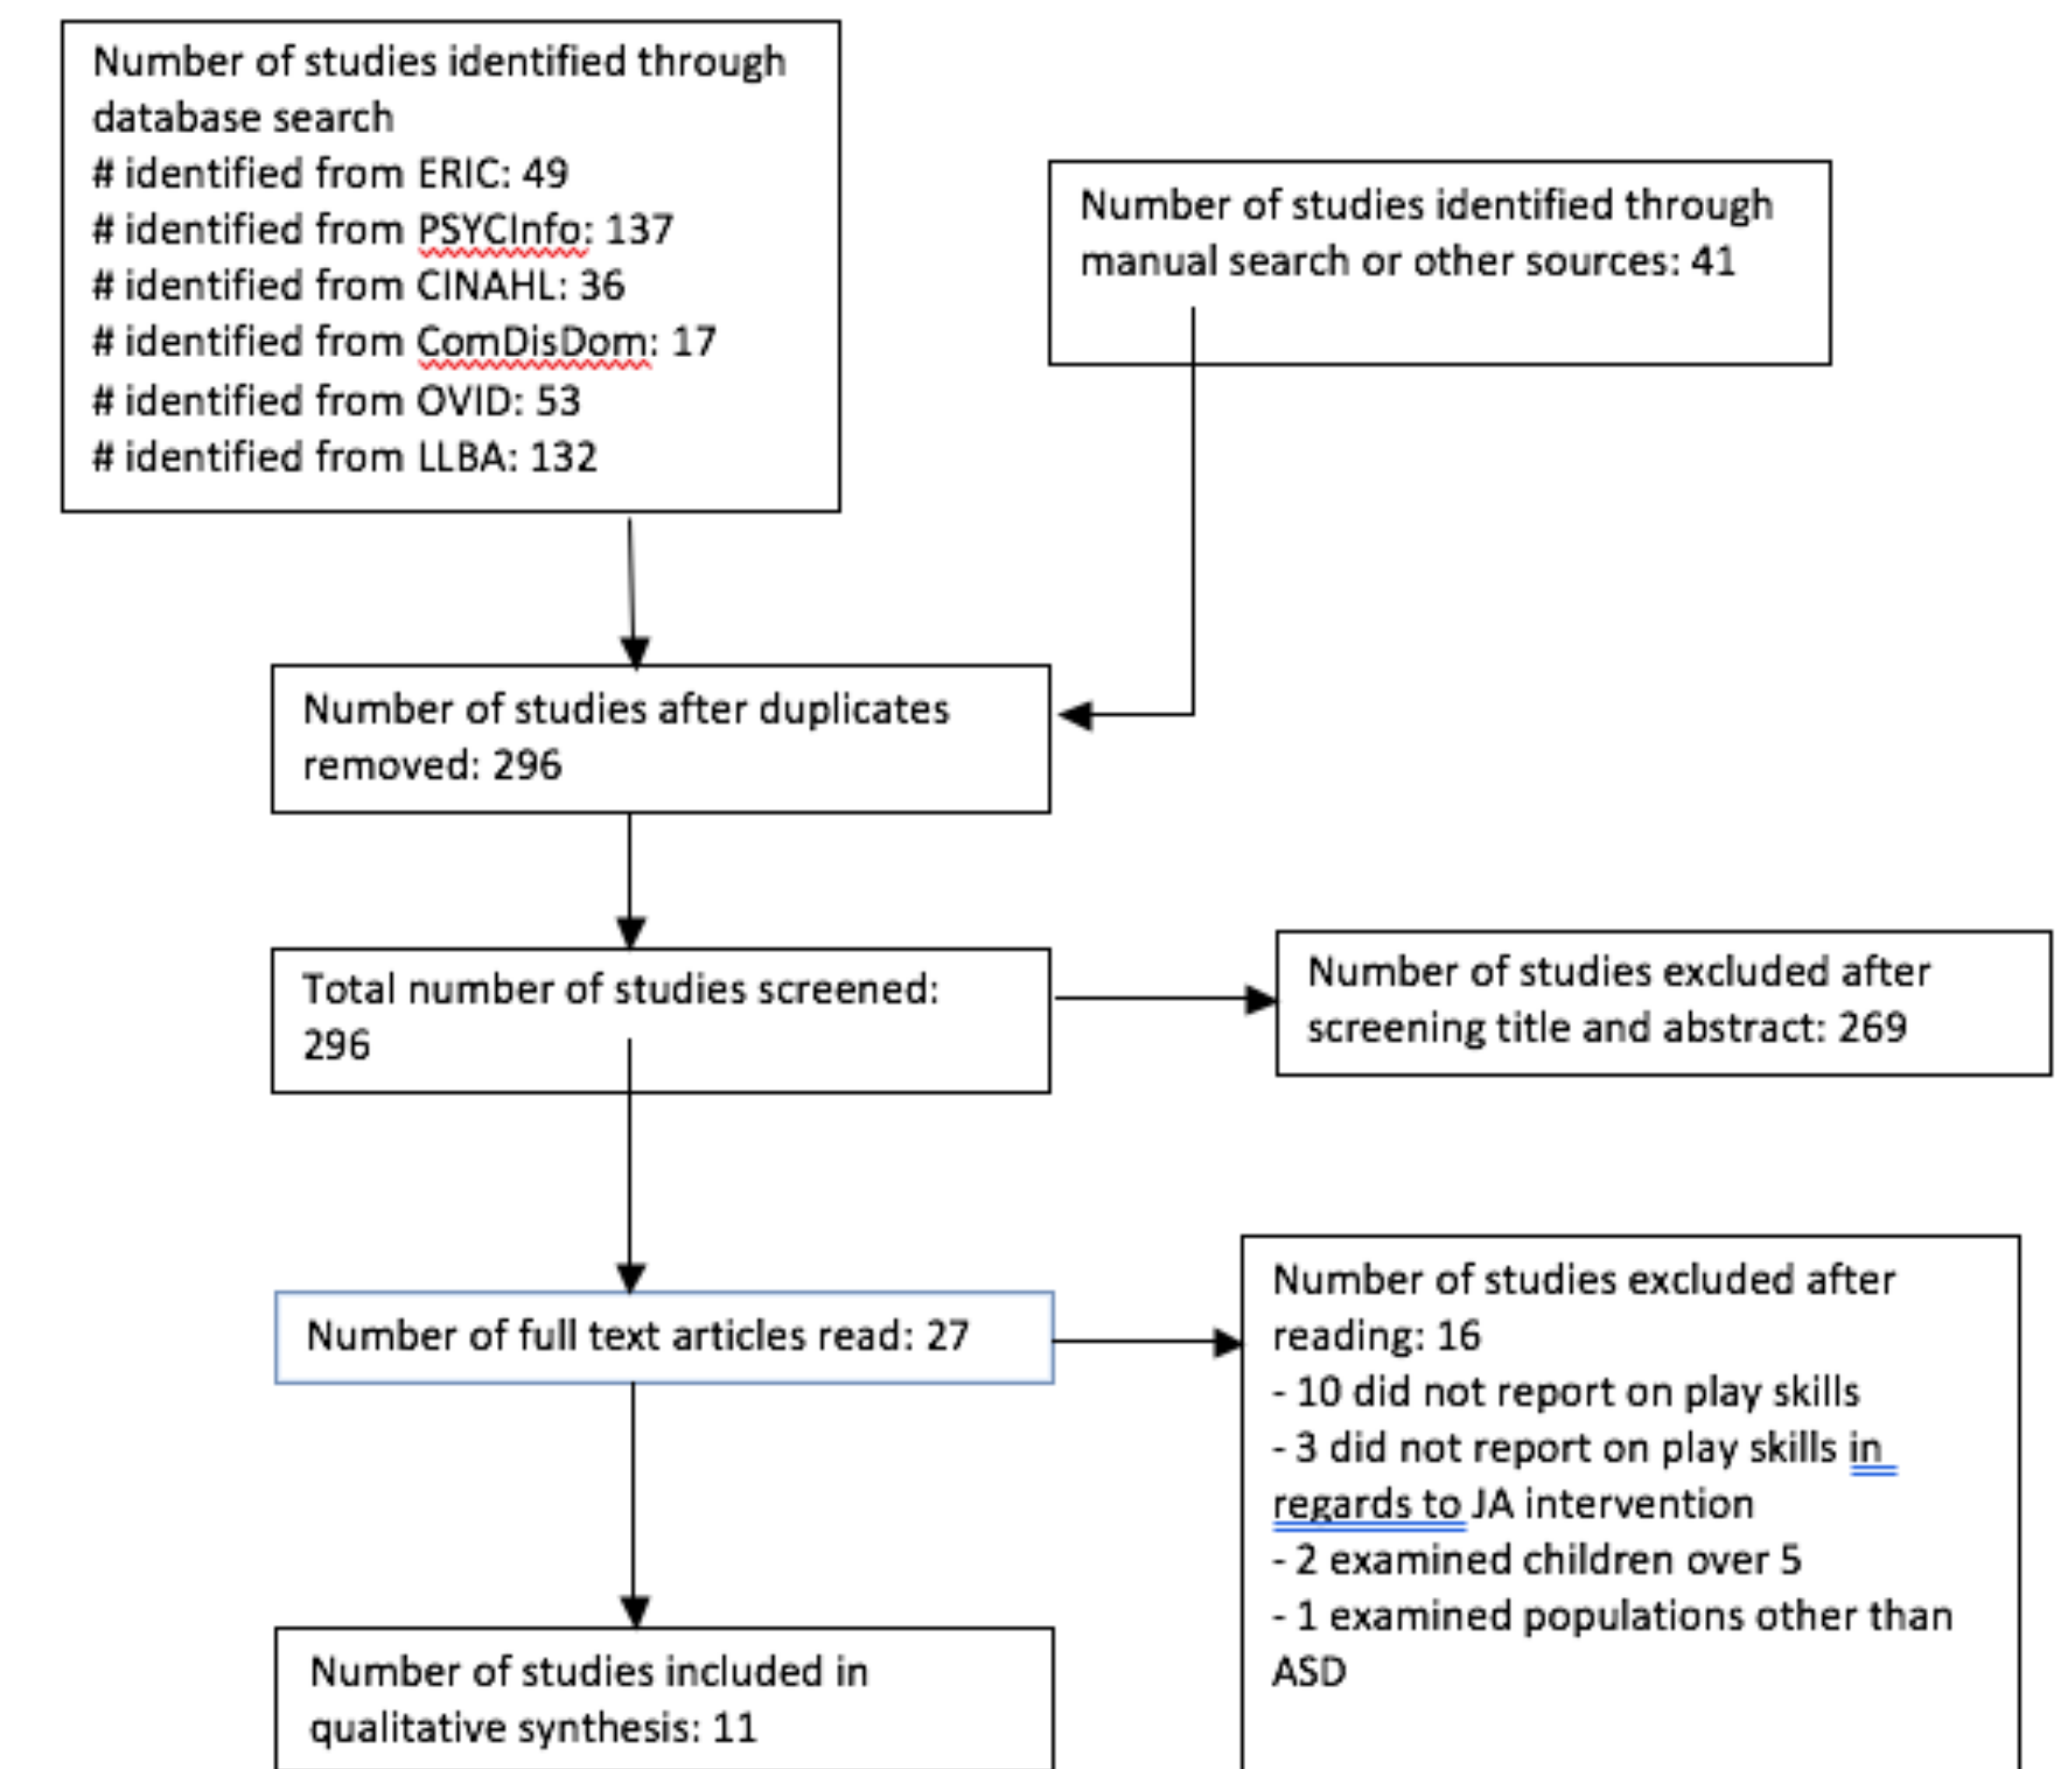 Number of studies identified through
database search
# identified from ERIC: 49
# identified from PSYCInfo: 137
# identified from CINAHL: 36
# identified from ComDisDom: 17
# identified from OVID: 53
# identified from LLBA: 132
Number of studies identified through
manual search or other sources: 41
Number of studies after duplicates
removed: 296
Total number of studies screened:
296
Number of studies excluded after
screening title and abstract: 269
Number of full text articles read: 27
Number of studies excluded after
reading: 16
- 10 did not report on play skills
- 3 did not report on play skills in
regards to JA intervention
- 2 examined children over 5
- 1 examined populations other than
ASD
Number of studies included in
qualitative synthesis: 11